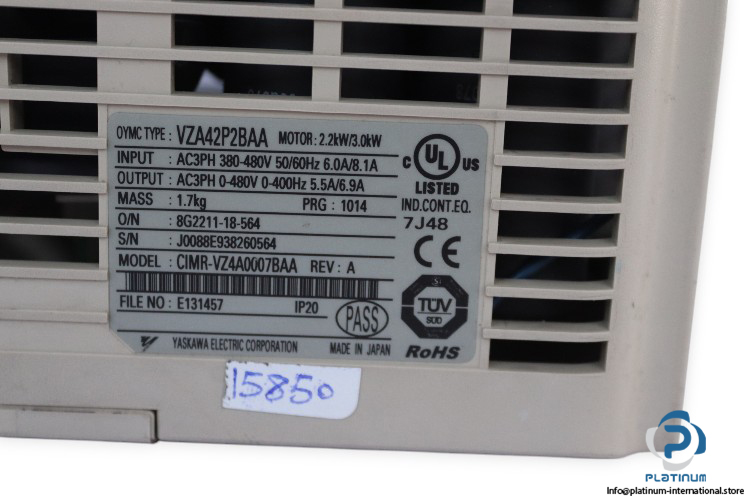 OYMC TYPE : VZA42P2BAA MOTOR : 2.2kW/3.0kW
INPUT : AC3PH 380-480V 50/60Hz 6.0A/8.1A
OUTPUT : AC3PH 0-480V 0-400Hz 5.5A/6.9A
MASS : 1.7kg PRG : 1014
O/N : 8G2211-18-564
S/N : J0088E938260564
MODEL : CIMR-VZ4A0007BAA REV : A
FILE NO : E131457 IP20
PASS
YASKAWA ELECTRIC CORPORATION MADE IN JAPAN
C UL US
LISTED
IND.CONT.EQ.
7J48
CE
TÜV
SÜD
RoHS
15850
PLATINUM
Info@platinum-international.store